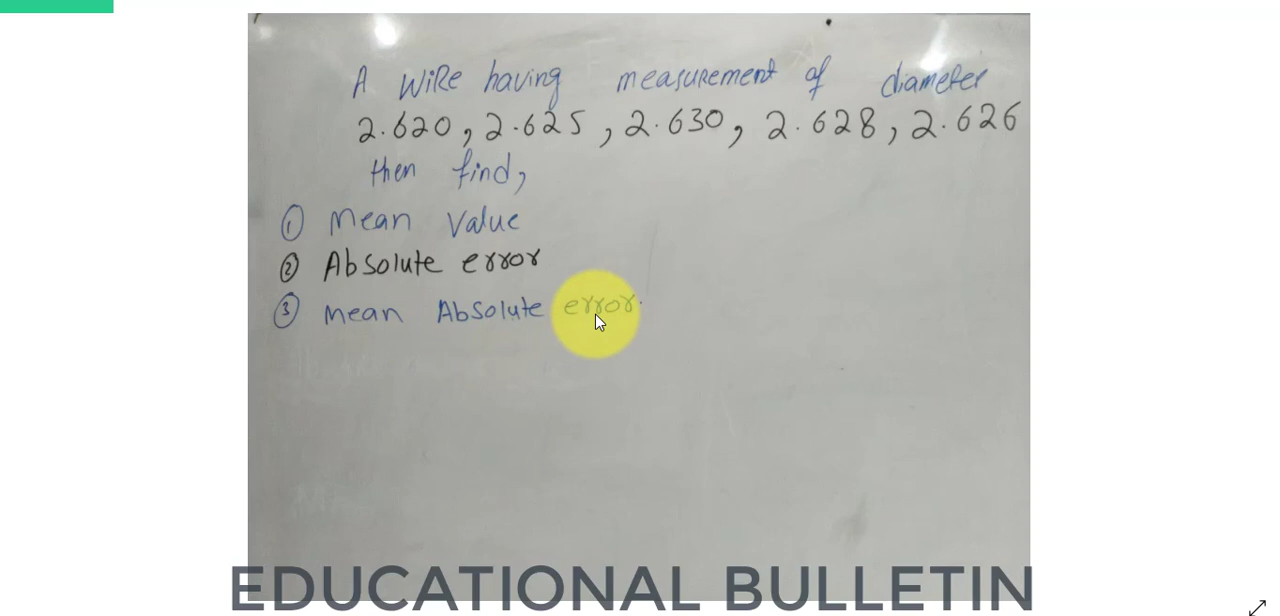 A WiRe having measurement of diameter
2.620, 2.625, 2.630, 2.628, 2.626
then find,
① Mean Value
② Absolute error
③ Mean Absolute error.
EDUCATIONAL BULLETIN